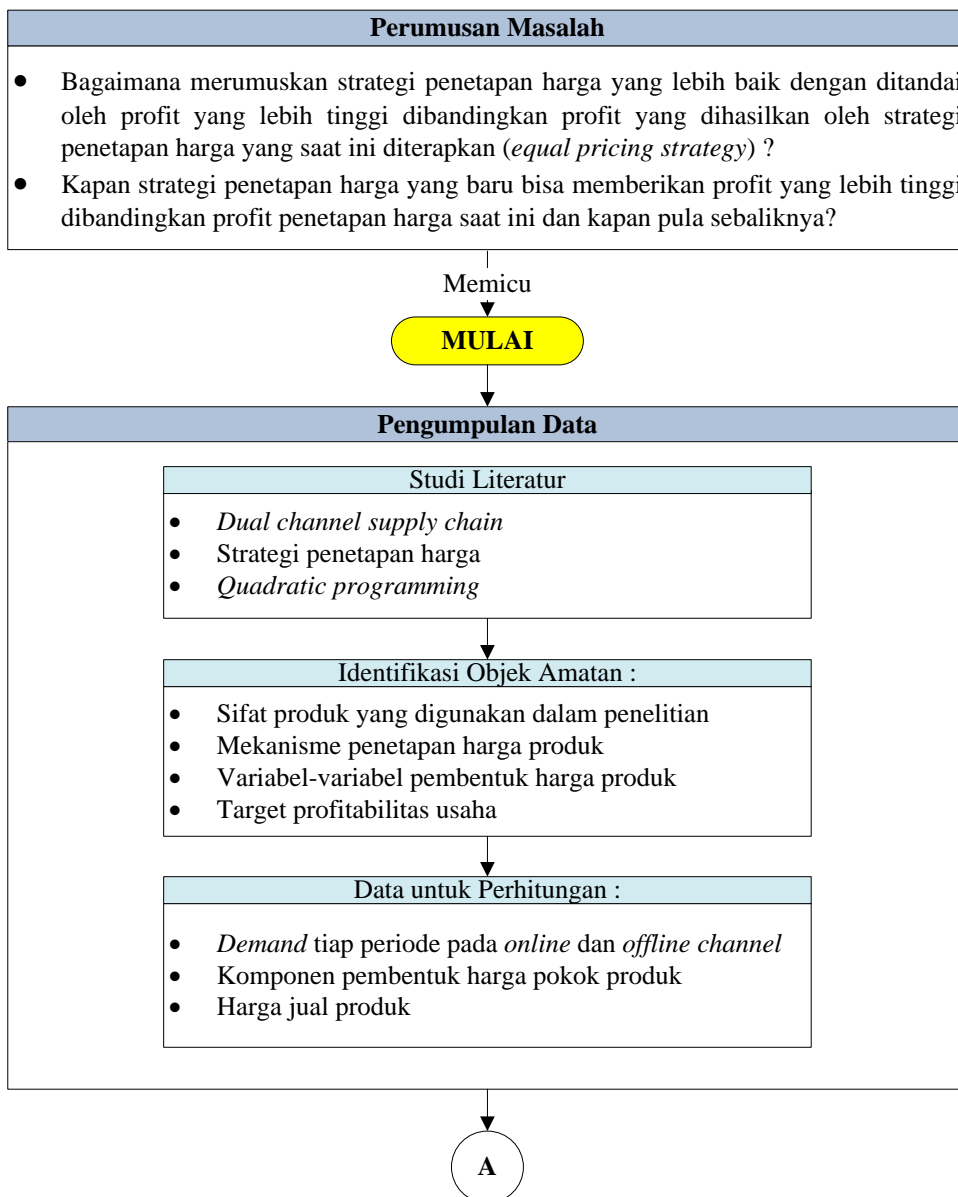 Perumusan Masalah
• Bagaimana merumuskan strategi penetapan harga yang lebih baik dengan ditandai
oleh profit yang lebih tinggi dibandingkan profit yang dihasilkan oleh strategi
penetapan harga yang saat ini diterapkan (equal pricing strategy) ?
• Kapan strategi penetapan harga yang baru bisa memberikan profit yang lebih tinggi
dibandingkan profit penetapan harga saat ini dan kapan pula sebaliknya?
Memicu
MULAI
Pengumpulan Data
Studi Literatur
• Dual channel supply chain
• Strategi penetapan harga
• Quadratic programming
Identifikasi Objek Amatan :
• Sifat produk yang digunakan dalam penelitian
• Mekanisme penetapan harga produk
• Variabel-variabel pembentuk harga produk
• Target profitabilitas usaha
Data untuk Perhitungan :
• Demand tiap periode pada online dan offline channel
• Komponen pembentuk harga pokok produk
• Harga jual produk
A